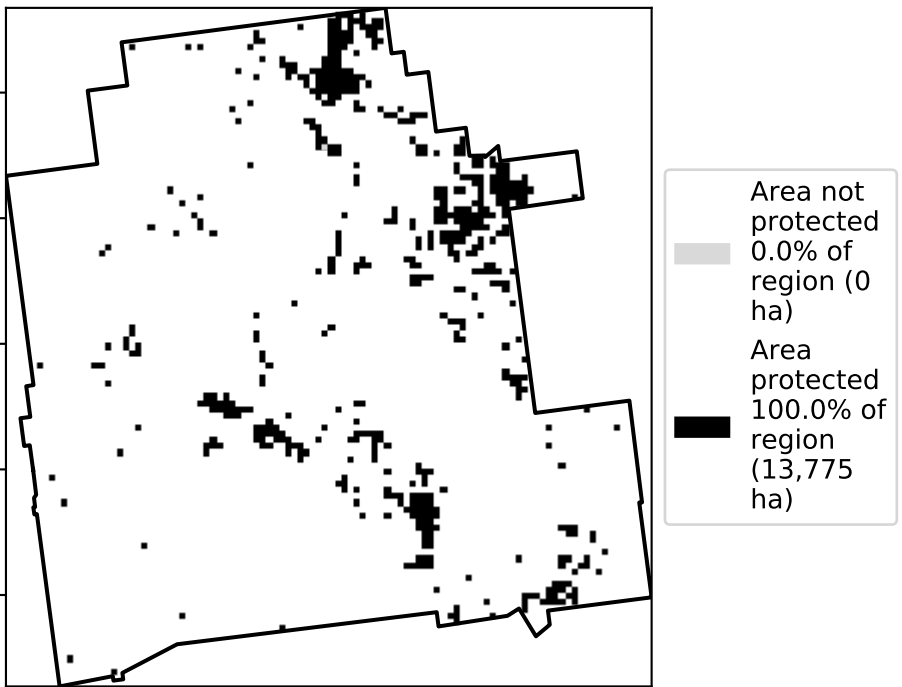 Area not
protected
0.0% of
region (0
ha)
Area
protected
100.0% of
region
(13,775
ha)